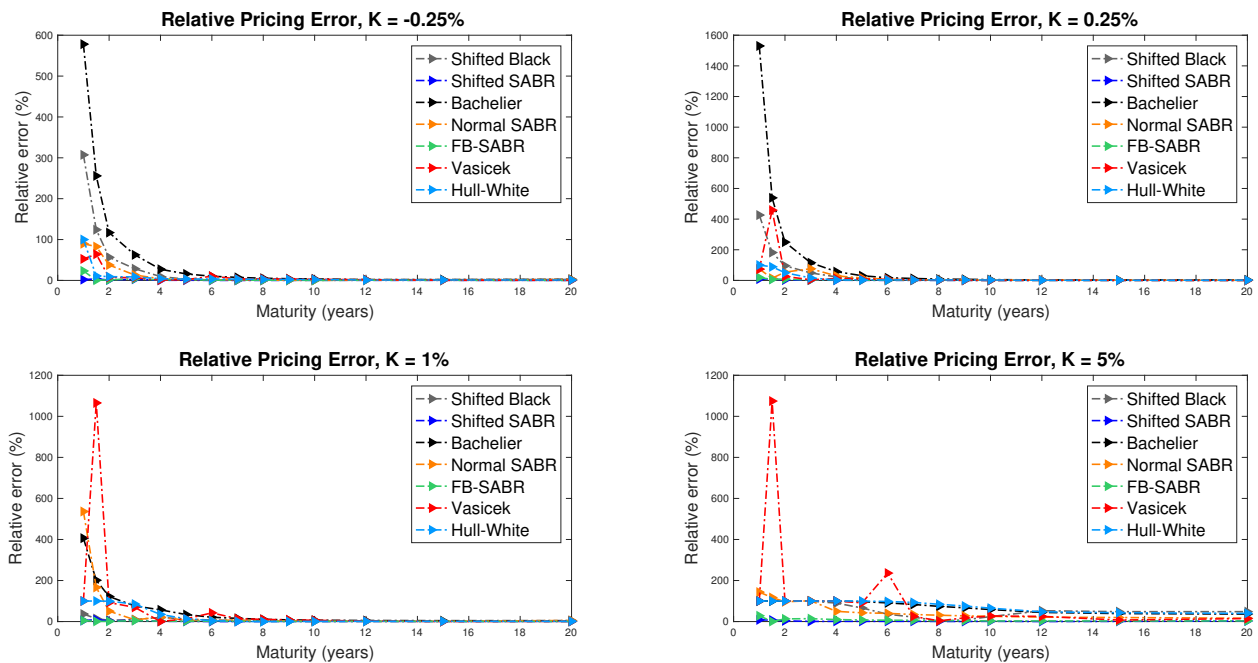 Relative Pricing Error, K = -0.25%
Relative error (%)
600
500
400
300
200
100
0
0 2 4 6 8 10 12 14 16 18 20
Maturity (years)
Shifted Black
Shifted SABR
Bachelier
Normal SABR
FB-SABR
Vasicek
Hull-White
Relative Pricing Error, K = 0.25%
Relative error (%)
1600
1400
1200
1000
800
600
400
200
0
0 2 4 6 8 10 12 14 16 18 20
Maturity (years)
Shifted Black
Shifted SABR
Bachelier
Normal SABR
FB-SABR
Vasicek
Hull-White
Relative Pricing Error, K = 1%
Relative error (%)
1200
1000
800
600
400
200
0
0 2 4 6 8 10 12 14 16 18 20
Maturity (years)
Shifted Black
Shifted SABR
Bachelier
Normal SABR
FB-SABR
Vasicek
Hull-White
Relative Pricing Error, K = 5%
Relative error (%)
1200
1000
800
600
400
200
0
0 2 4 6 8 10 12 14 16 18 20
Maturity (years)
Shifted Black
Shifted SABR
Bachelier
Normal SABR
FB-SABR
Vasicek
Hull-White